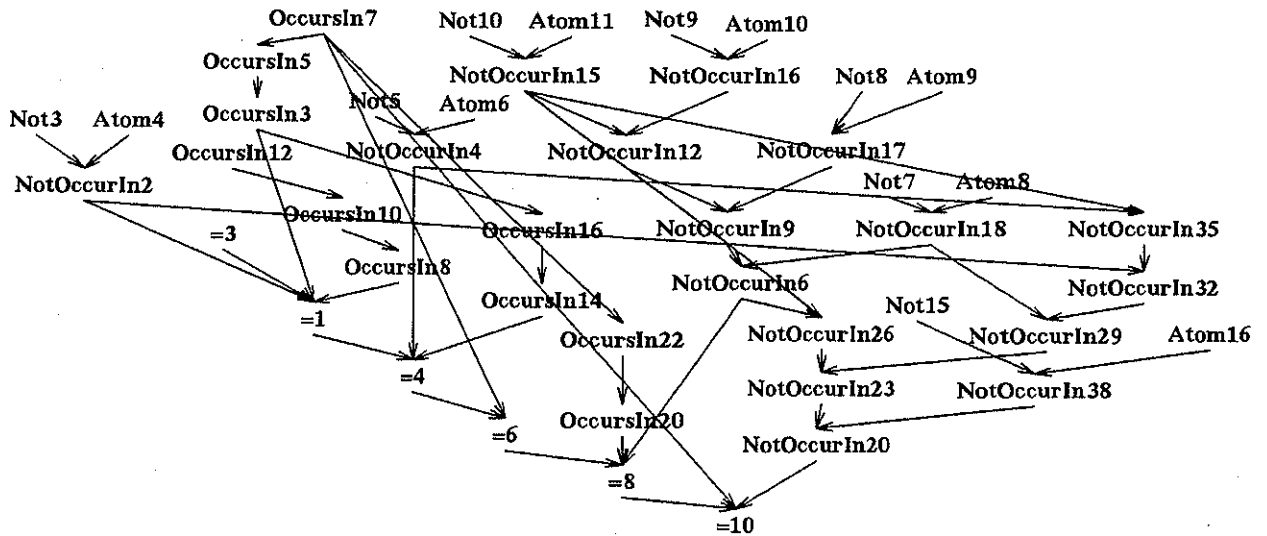 OccursIn7 Not10 Atom11 Not9 Atom10
OccursIn5 NotOccurIn15 NotOccurIn16 Not8 Atom9
Not3 Atom4 OccursIn3 Not5 Atom6
OccursIn12 NotOccurIn4 NotOccurIn12 NotOccurIn17
NotOccurIn2 Not7 Atom8
OccursIn10
=3 OccursIn16 NotOccurIn9 NotOccurIn18 NotOccurIn35
OccursIn8 NotOccurIn6 NotOccurIn32
=1 OccursIn14 Not15
OccursIn22 NotOccurIn26 NotOccurIn29 Atom16
=4 NotOccurIn23 NotOccurIn38
=6 OccursIn20 NotOccurIn20
=8
=10